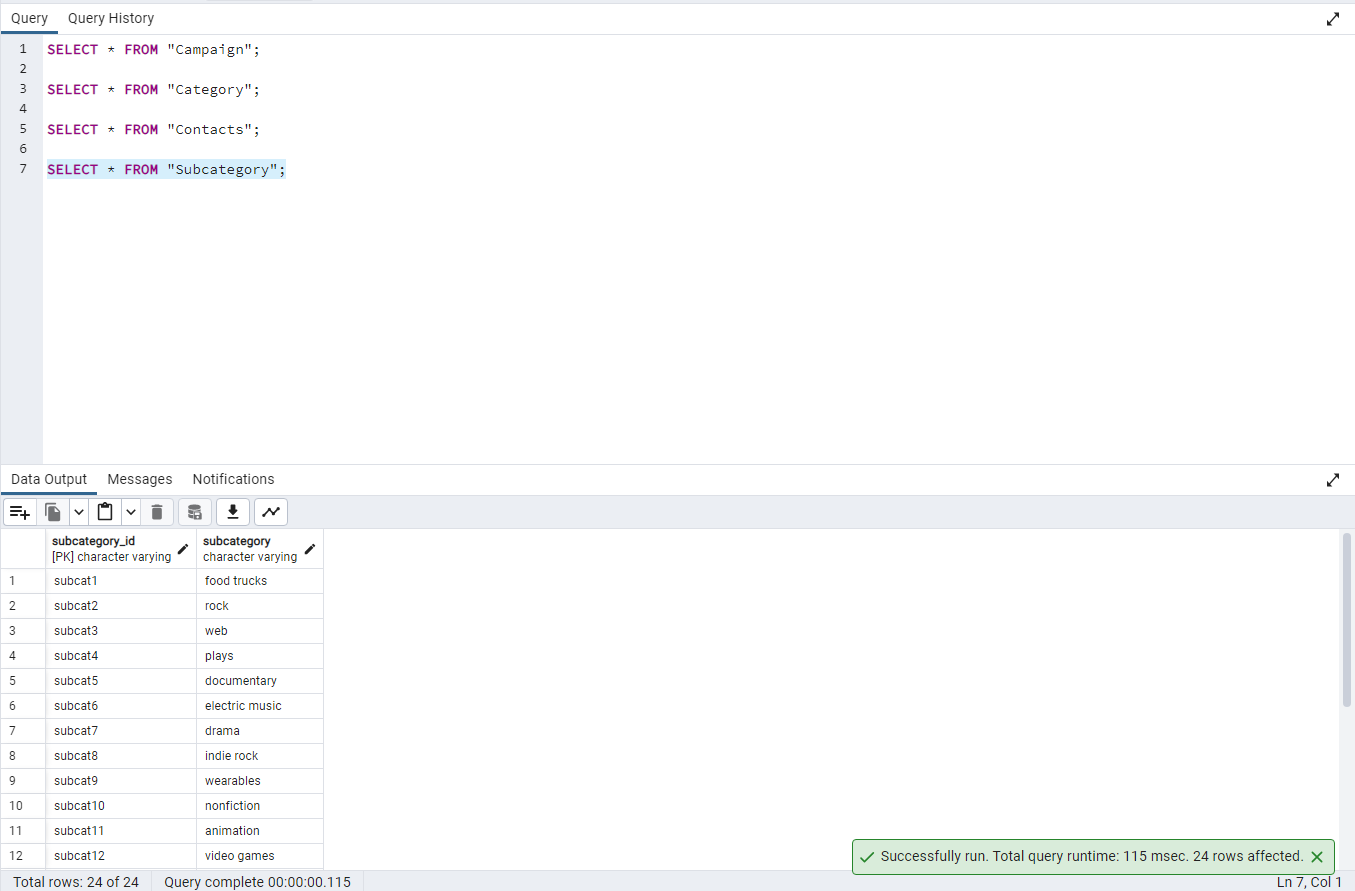 Query Query History
1 SELECT * FROM "Campaign";
2
3 SELECT * FROM "Category";
4
5 SELECT * FROM "Contacts";
6
7 SELECT * FROM "Subcategory";
Data Output Messages Notifications
subcategory_id subcategory
[PK] character varying character varying
1 subcat1 food trucks
2 subcat2 rock
3 subcat3 web
4 subcat4 plays
5 subcat5 documentary
6 subcat6 electric music
7 subcat7 drama
8 subcat8 indie rock
9 subcat9 wearables
10 subcat10 nonfiction
11 subcat11 animation
12 subcat12 video games
Successfully run. Total query runtime: 115 msec. 24 rows affected.
Total rows: 24 of 24 Query complete 00:00:00.115 Ln 7, Col 1